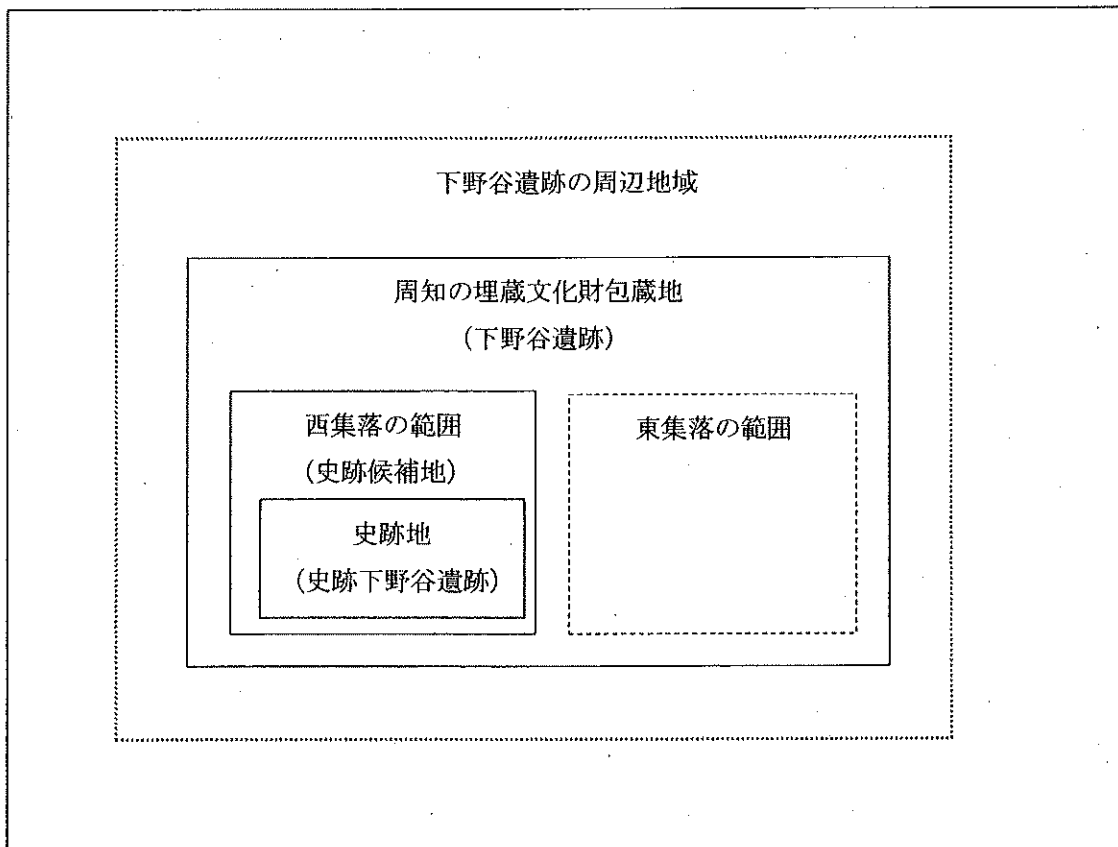 下野谷遺跡の周辺地域
周知の埋蔵文化財包蔵地
（下野谷遺跡）
西集落の範囲
（史跡候補地）
史跡地
（史跡下野谷遺跡）
東集落の範囲